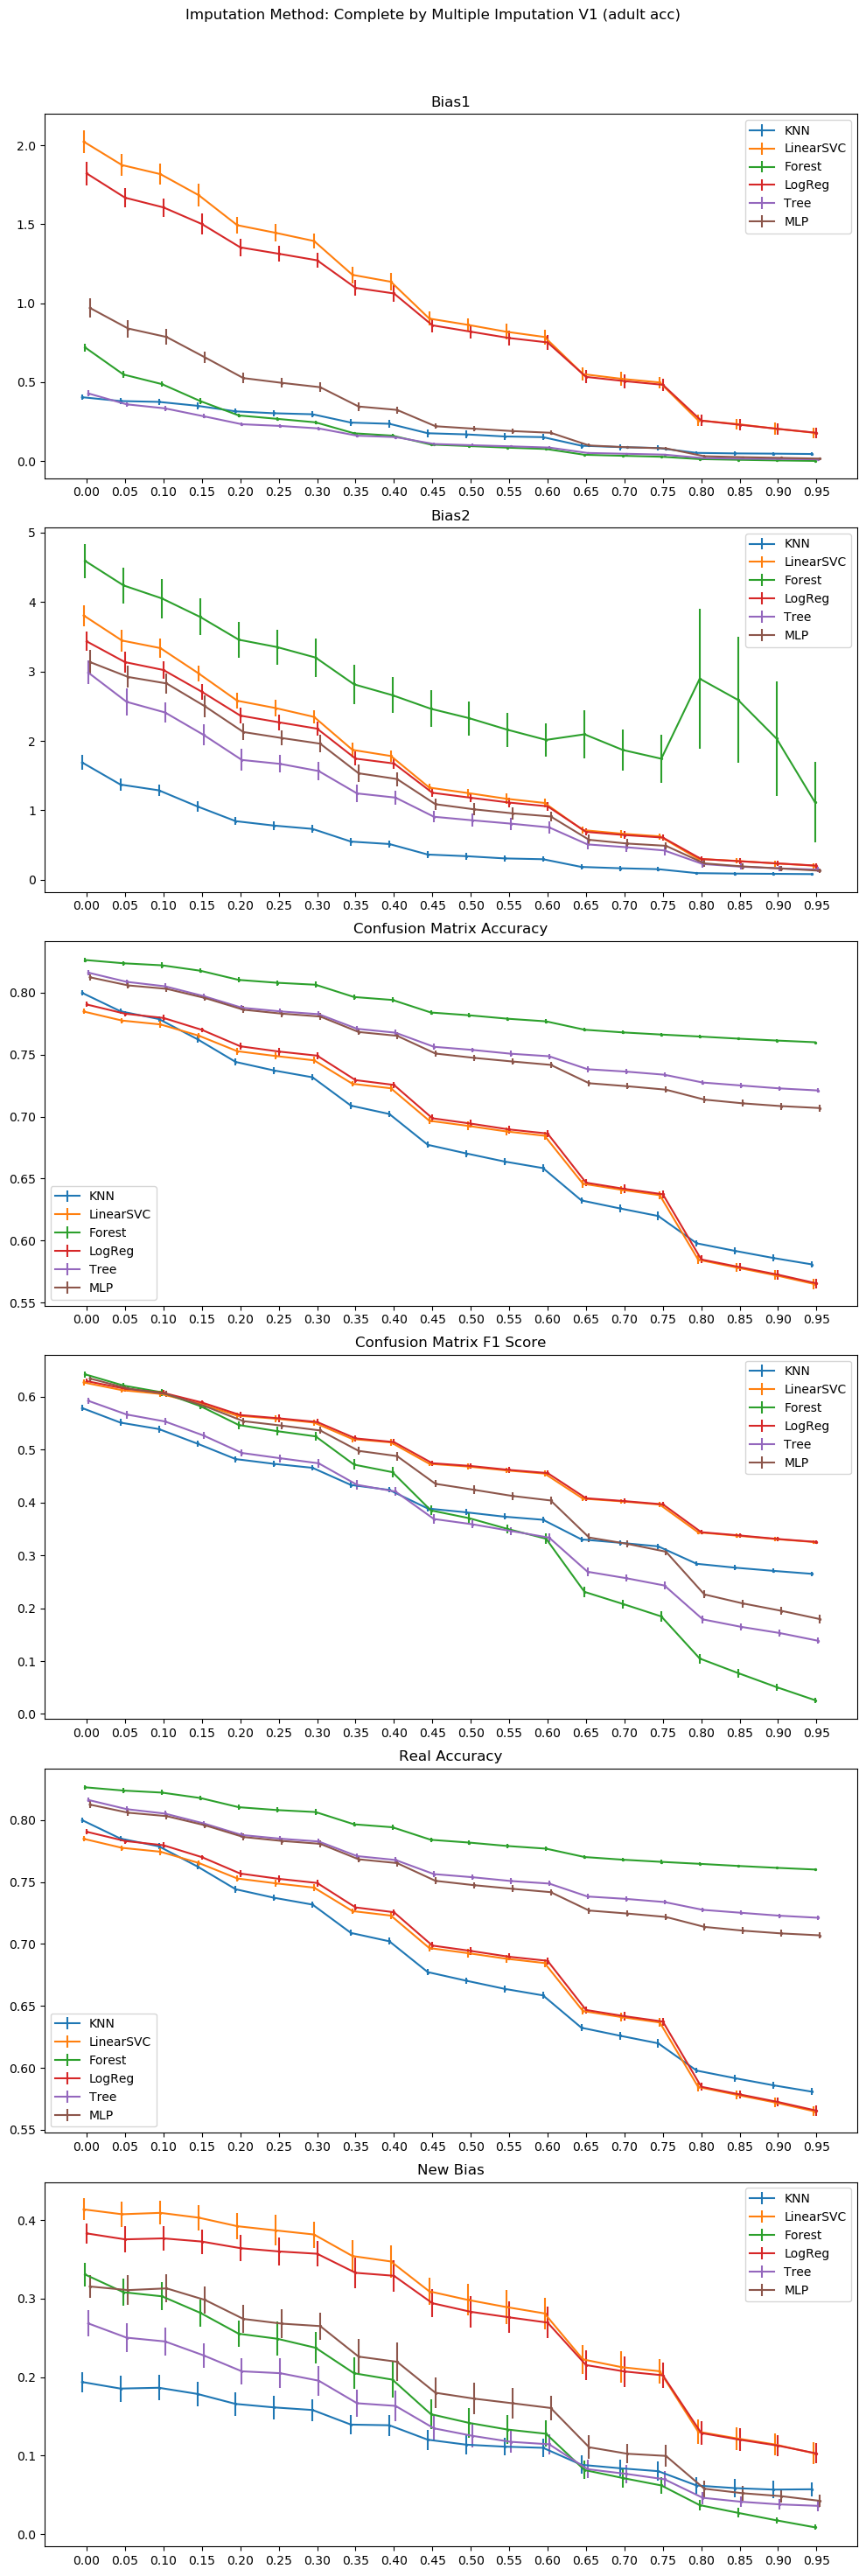 Imputation Method: Complete by Multiple Imputation V1 (adult acc)
Bias1
2.0
1.5
1.0
0.5
0.0
KNN
LinearSVC
Forest
LogReg
Tree
MLP
0.00 0.05 0.10 0.15 0.20 0.25 0.30 0.35 0.40 0.45 0.50 0.55 0.60 0.65 0.70 0.75 0.80 0.85 0.90 0.95
Bias2
5
4
3
2
1
0
KNN
LinearSVC
Forest
LogReg
Tree
MLP
0.00 0.05 0.10 0.15 0.20 0.25 0.30 0.35 0.40 0.45 0.50 0.55 0.60 0.65 0.70 0.75 0.80 0.85 0.90 0.95
Confusion Matrix Accuracy
0.80
0.75
0.70
0.65
0.60
0.55
KNN
LinearSVC
Forest
LogReg
Tree
MLP
0.00 0.05 0.10 0.15 0.20 0.25 0.30 0.35 0.40 0.45 0.50 0.55 0.60 0.65 0.70 0.75 0.80 0.85 0.90 0.95
Confusion Matrix F1 Score
0.6
0.5
0.4
0.3
0.2
0.1
0.0
KNN
LinearSVC
Forest
LogReg
Tree
MLP
0.00 0.05 0.10 0.15 0.20 0.25 0.30 0.35 0.40 0.45 0.50 0.55 0.60 0.65 0.70 0.75 0.80 0.85 0.90 0.95
Real Accuracy
0.80
0.75
0.70
0.65
0.60
0.55
KNN
LinearSVC
Forest
LogReg
Tree
MLP
0.00 0.05 0.10 0.15 0.20 0.25 0.30 0.35 0.40 0.45 0.50 0.55 0.60 0.65 0.70 0.75 0.80 0.85 0.90 0.95
New Bias
0.4
0.3
0.2
0.1
0.0
KNN
LinearSVC
Forest
LogReg
Tree
MLP
0.00 0.05 0.10 0.15 0.20 0.25 0.30 0.35 0.40 0.45 0.50 0.55 0.60 0.65 0.70 0.75 0.80 0.85 0.90 0.95